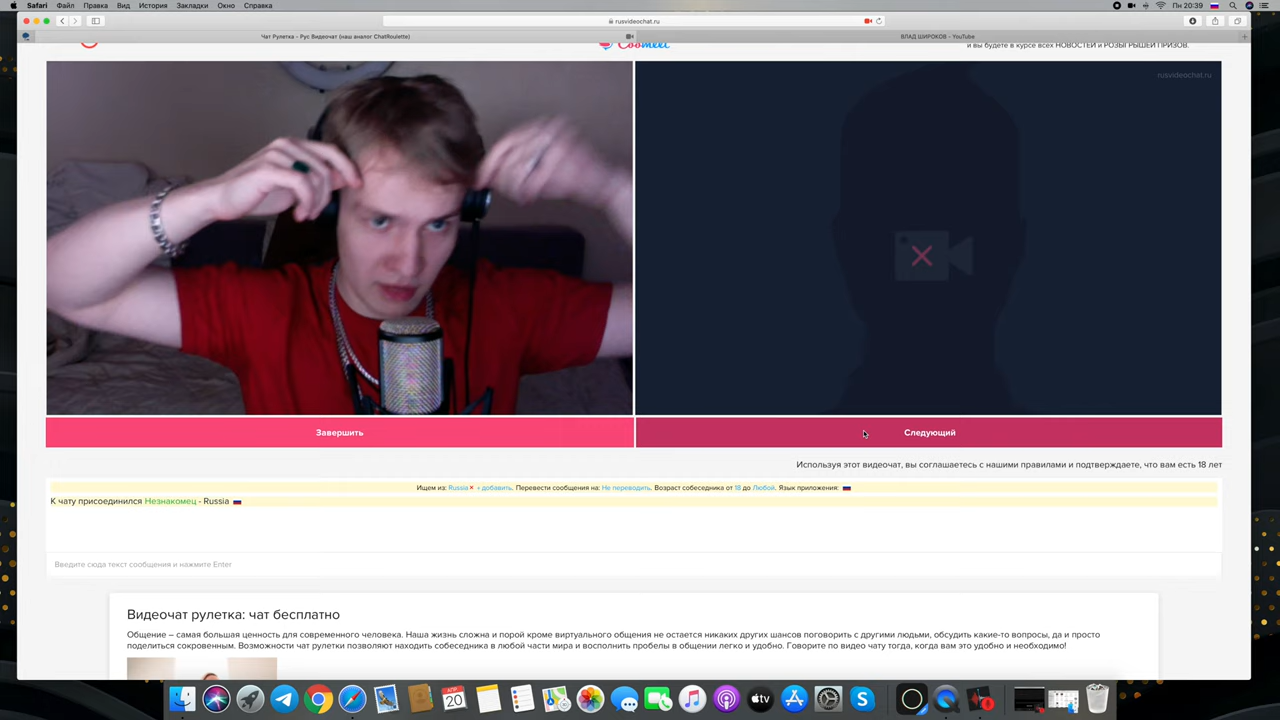 Safari Файл Правка Вид История Закладки Окно Справка
Пн 20:39
rusvideochat.ru
Чат Рулетка - Рус Видеочат (наш аналог ChatRoulette)
ВЛАД ШИРОКОВ - YouTube
CooMeet
и вы будете в курсе всех НОВОСТЕЙ и РОЗЫГРЫШЕЙ ПРИЗОВ.
rusvideochat.ru
Завершить
Следующий
Используя этот видеочат, вы соглашаетесь с нашими правилами и подтверждаете, что вам есть 18 лет
Ищем из: Russia × + добавить. Перевести сообщения на: Не переводить. Возраст собеседника от 18 до Любой. Язык приложения:
К чату присоединился Незнакомец - Russia
Введите сюда текст сообщения и нажмите Enter
Видеочат рулетка: чат бесплатно
Общение – самая большая ценность для современного человека. Наша жизнь сложна и порой кроме виртуального общения не остается никаких других шансов поговорить с другими людьми, обсудить какие-то вопросы, да и просто
поделиться сокровенным. Возможности чат рулетки позволяют находить собеседника в любой части мира и восполнить пробелы в общении легко и удобно. Говорите по видео чату тогда, когда вам это удобно и необходимо!
АПР
20
tv